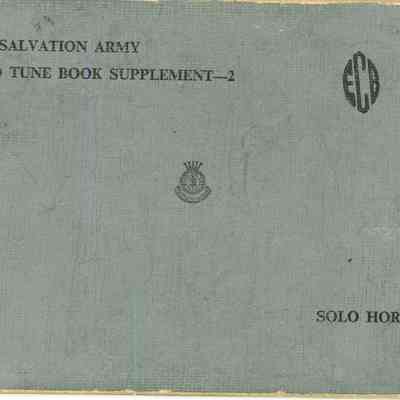 SALVATION ARMY
TUNE BOOK SUPPLEMENT—2
ECB
SOLO HOR